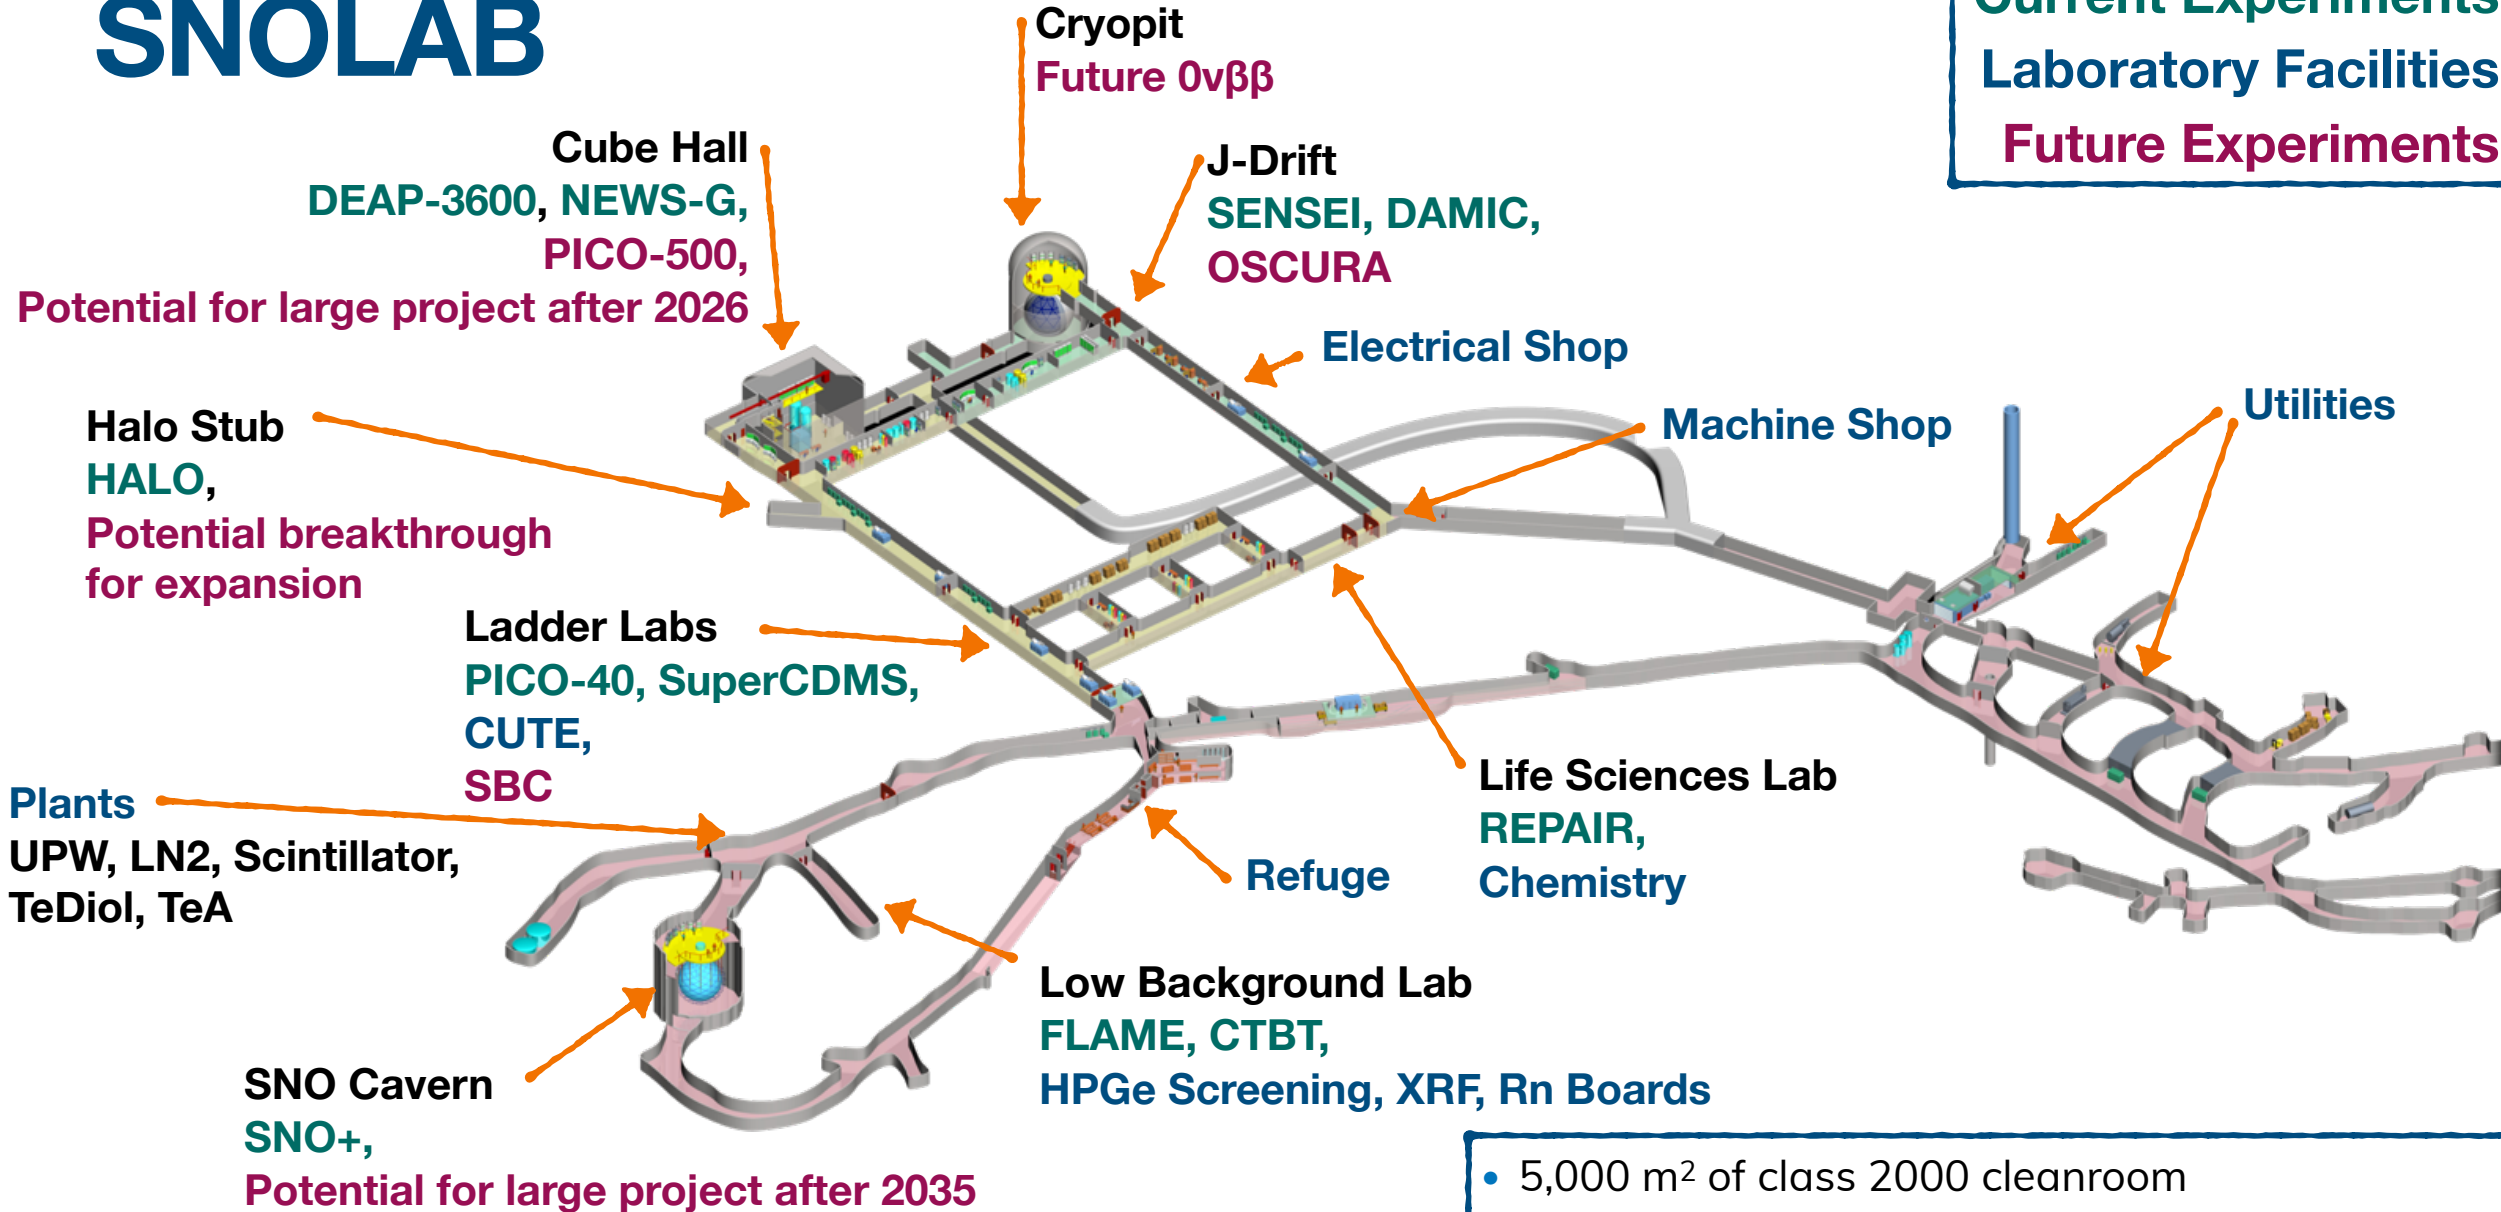 SNOLAB
Current Experiments
Laboratory Facilities
Future Experiments
Cryopit
Future 0νββ
Cube Hall
DEAP-3600, NEWS-G,
PICO-500,
Potential for large project after 2026
J-Drift
SENSEI, DAMIC,
OSCURA
Electrical Shop
Machine Shop
Utilities
Halo Stub
HALO,
Potential breakthrough
for expansion
Ladder Labs
PICO-40, SuperCDMS,
CUTE,
SBC
Plants
UPW, LN2, Scintillator,
TeDiol, TeA
Life Sciences Lab
REPAIR,
Chemistry
Refuge
Low Background Lab
FLAME, CTBT,
HPGe Screening, XRF, Rn Boards
SNO Cavern
SNO+,
Potential for large project after 2035
• 5,000 m² of class 2000 cleanroom